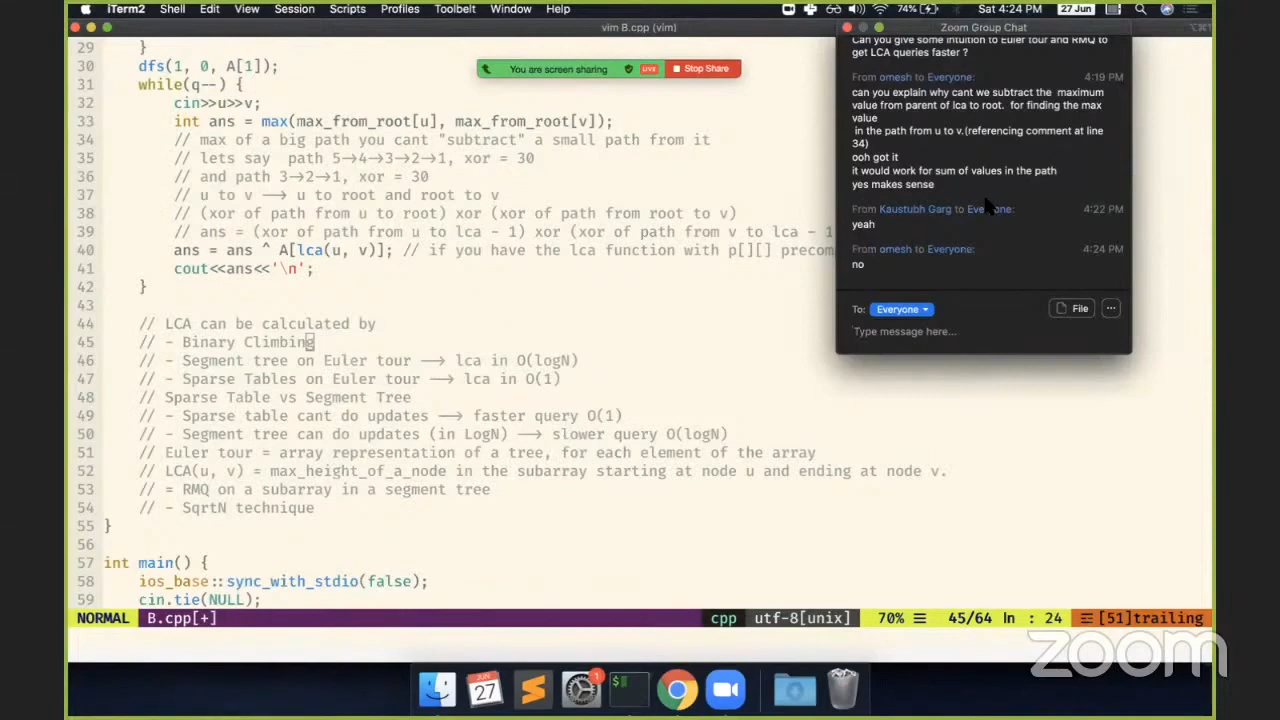 iTerm2 Shell Edit View Session Scripts Profiles Toolbelt Window Help 74% Sat 4:24 PM 27 Jun
vim B.cpp (vim)
You are screen sharing LIVE Stop Share
29 }
30 dfs(1, 0, A[1]);
31 while(q--) {
32 cin>>u>>v;
33 int ans = max(max_from_root[u], max_from_root[v]);
34 // max of a big path you cant "subtract" a small path from it
35 // lets say path 5→4→3→2→1, xor = 30
36 // and path 3→2→1, xor = 30
37 // u to v ⟶ u to root and root to v
38 // (xor of path from u to root) xor (xor of path from root to v)
39 // ans = (xor of path from u to lca - 1) xor (xor of path from v to lca - 1
40 ans = ans ^ A[lca(u, v)]; // if you have the lca function with p[][] precom
41 cout<<ans<<'\n';
42 }
43
44 // LCA can be calculated by
45 // - Binary Climbing
46 // - Segment tree on Euler tour ⟶ lca in O(logN)
47 // - Sparse Tables on Euler tour ⟶ lca in O(1)
48 // Sparse Table vs Segment Tree
49 // - Sparse table cant do updates ⟶ faster query O(1)
50 // - Segment tree can do updates (in LogN) ⟶ slower query O(logN)
51 // Euler tour = array representation of a tree, for each element of the array
52 // LCA(u, v) = max_height_of_a_node in the subarray starting at node u and ending at node v.
53 // = RMQ on a subarray in a segment tree
54 // - SqrtN technique
55 }
56
57 int main() {
58 ios_base::sync_with_stdio(false);
59 cin.tie(NULL);
NORMAL B.cpp[+] cpp utf-8[unix] 70% ☰ 45/64 ln : 24 ☲ [51]trailing
Zoom Group Chat
Can you give some intuition to Euler tour and RMQ to
get LCA queries faster ?
From omesh to Everyone: 4:19 PM
can you explain why cant we subtract the maximum
value from parent of lca to root. for finding the max
value
in the path from u to v.(referencing comment at line
34)
ooh got it
it would work for sum of values in the path
yes makes sense
From Kaustubh Garg to Everyone: 4:22 PM
yeah
From omesh to Everyone: 4:24 PM
no
To: Everyone File ...
Type message here...
JUN
27
1
zoom